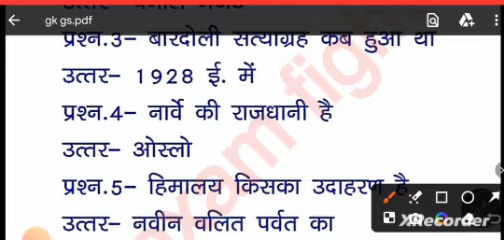 gk gs.pdf
प्रश्न.3- बारदोली सत्याग्रह कब हुआ था
उत्तर- 1928 ई. में
प्रश्न.4- नार्वे की राजधानी है
उत्तर- ओस्लो
प्रश्न.5- हिमालय किसका उदाहरण है
उत्तर- नवीन वलित पर्वत का
XRecorder